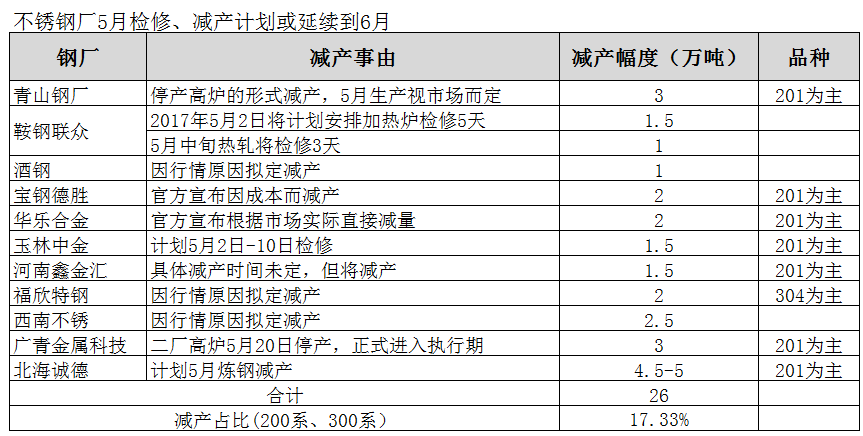 不锈钢厂5月检修、减产计划或延续到6月
钢厂 减产事由 减产幅度（万吨） 品种
青山钢厂 停产高炉的形式减产，5月生产视市场而定 3 201为主
鞍钢联众 2017年5月2日将计划安排加热炉检修5天 1.5
5月中旬热轧将检修3天 1
酒钢 因行情原因拟定减产 1
宝钢德胜 官方宣布因成本而减产 2 201为主
华乐合金 官方宣布根据市场实际直接减量 2 201为主
玉林中金 计划5月2日-10日检修 1.5 201为主
河南鑫金汇 具体减产时间未定，但将减产 1.5 201为主
福欣特钢 因行情原因拟定减产 2 304为主
西南不锈 因行情原因拟定减产 2.5
广青金属科技 二厂高炉5月20日停产，正式进入执行期 3 201为主
北海诚德 计划5月炼钢减产 4.5-5 201为主
合计 26
减产占比(200系、300系） 17.33%